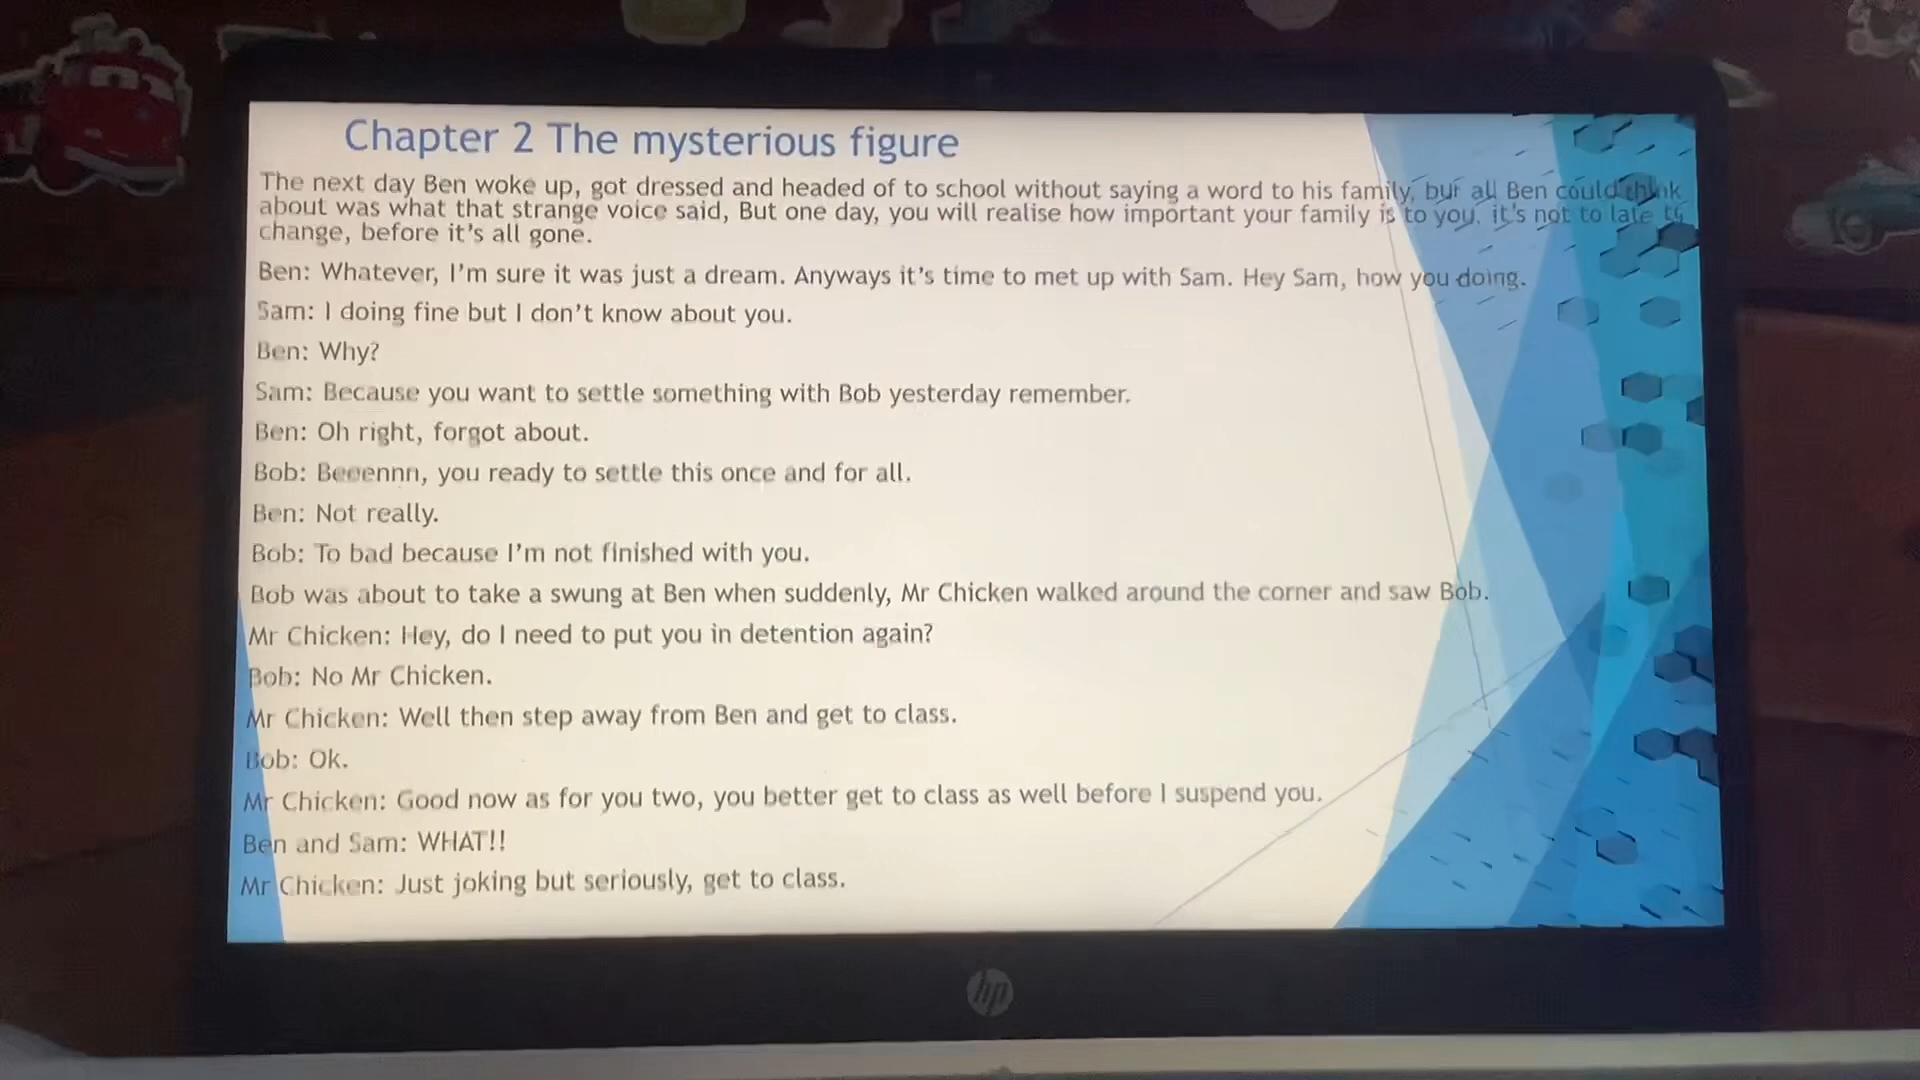 Chapter 2 The mysterious figure
The next day Ben woke up, got dressed and headed of to school without saying a word to his family, but all Ben could think
about was what that strange voice said, But one day, you will realise how important your family is to you. it's not to late to
change, before it's all gone.
Ben: Whatever, I'm sure it was just a dream. Anyways it's time to met up with Sam. Hey Sam, how you doing.
Sam: I doing fine but I don't know about you.
Ben: Why?
Sam: Because you want to settle something with Bob yesterday remember.
Ben: Oh right, forgot about.
Bob: Beeennn, you ready to settle this once and for all.
Ben: Not really.
Bob: To bad because I'm not finished with you.
Bob was about to take a swung at Ben when suddenly, Mr Chicken walked around the corner and saw Bob.
Mr Chicken: Hey, do I need to put you in detention again?
Bob: No Mr Chicken.
Mr Chicken: Well then step away from Ben and get to class.
Bob: Ok.
Mr Chicken: Good now as for you two, you better get to class as well before I suspend you.
Ben and Sam: WHAT!!
Mr Chicken: Just joking but seriously, get to class.
hp